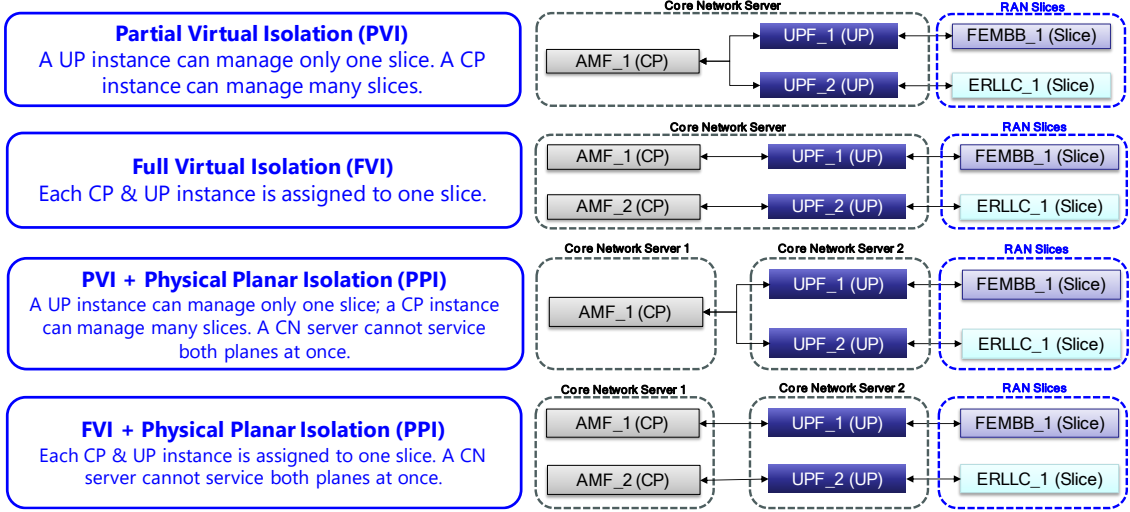 Partial Virtual Isolation (PVI)
A UP instance can manage only one slice. A CP
instance can manage many slices.
Core Network Server
RAN Slices
AMF_1 (CP)
UPF_1 (UP)
FEMBB_1 (Slice)
UPF_2 (UP)
ERLLC_1 (Slice)
Full Virtual Isolation (FVI)
Each CP & UP instance is assigned to one slice.
Core Network Server
RAN Slices
AMF_1 (CP)
UPF_1 (UP)
FEMBB_1 (Slice)
AMF_2 (CP)
UPF_2 (UP)
ERLLC_1 (Slice)
PVI + Physical Planar Isolation (PPI)
A UP instance can manage only one slice; a CP instance
can manage many slices. A CN server cannot service
both planes at once.
Core Network Server 1
Core Network Server 2
RAN Slices
AMF_1 (CP)
UPF_1 (UP)
FEMBB_1 (Slice)
UPF_2 (UP)
ERLLC_1 (Slice)
FVI + Physical Planar Isolation (PPI)
Each CP & UP instance is assigned to one slice. A CN
server cannot service both planes at once.
Core Network Server 1
Core Network Server 2
RAN Slices
AMF_1 (CP)
UPF_1 (UP)
FEMBB_1 (Slice)
AMF_2 (CP)
UPF_2 (UP)
ERLLC_1 (Slice)